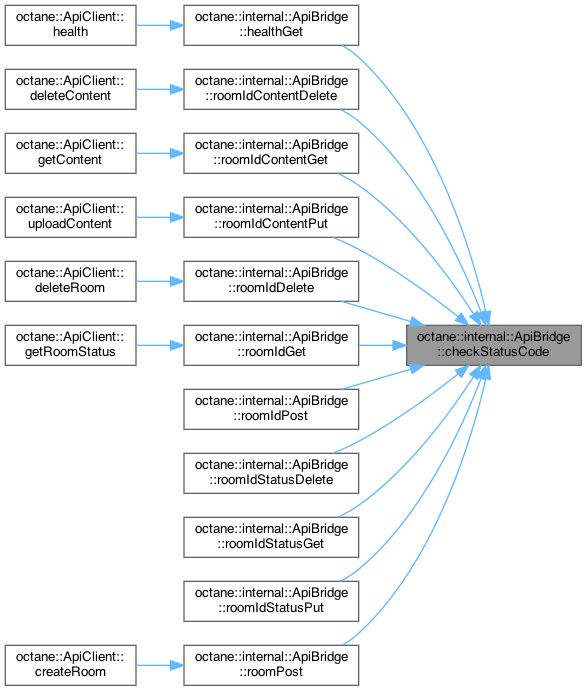 octane::ApiClient::
health
octane::internal::ApiBridge
::healthGet
octane::ApiClient::
deleteContent
octane::internal::ApiBridge
::roomIdContentDelete
octane::ApiClient::
getContent
octane::internal::ApiBridge
::roomIdContentGet
octane::ApiClient::
uploadContent
octane::internal::ApiBridge
::roomIdContentPut
octane::ApiClient::
deleteRoom
octane::internal::ApiBridge
::roomIdDelete
octane::ApiClient::
getRoomStatus
octane::internal::ApiBridge
::roomIdGet
octane::internal::ApiBridge
::checkStatusCode
octane::internal::ApiBridge
::roomIdPost
octane::internal::ApiBridge
::roomIdStatusDelete
octane::internal::ApiBridge
::roomIdStatusGet
octane::internal::ApiBridge
::roomIdStatusPut
octane::ApiClient::
createRoom
octane::internal::ApiBridge
::roomPost